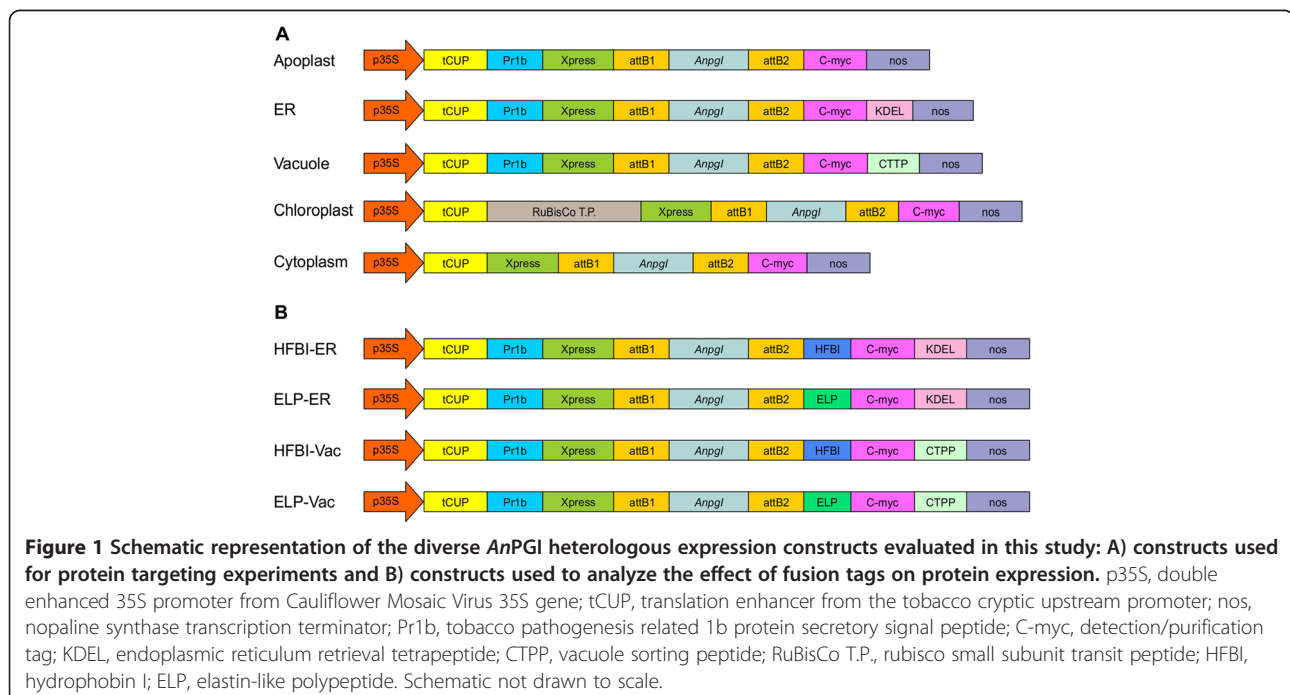 A
Apoplast p35S tCUP Pr1b Xpress attB1 AnpgI attB2 C-myc nos
ER p35S tCUP Pr1b Xpress attB1 AnpgI attB2 C-myc KDEL nos
Vacuole p35S tCUP Pr1b Xpress attB1 AnpgI attB2 C-myc CTTP nos
Chloroplast p35S tCUP RuBisCo T.P. Xpress attB1 AnpgI attB2 C-myc nos
Cytoplasm p35S tCUP Xpress attB1 AnpgI attB2 C-myc nos
B
HFBI-ER p35S tCUP Pr1b Xpress attB1 AnpgI attB2 HFBI C-myc KDEL nos
ELP-ER p35S tCUP Pr1b Xpress attB1 AnpgI attB2 ELP C-myc KDEL nos
HFBI-Vac p35S tCUP Pr1b Xpress attB1 AnpgI attB2 HFBI C-myc CTPP nos
ELP-Vac p35S tCUP Pr1b Xpress attB1 AnpgI attB2 ELP C-myc CTPP nos
Figure 1 Schematic representation of the diverse AnPGI heterologous expression constructs evaluated in this study: A) constructs used
for protein targeting experiments and B) constructs used to analyze the effect of fusion tags on protein expression. p35S, double
enhanced 35S promoter from Cauliflower Mosaic Virus 35S gene; tCUP, translation enhancer from the tobacco cryptic upstream promoter; nos,
nopaline synthase transcription terminator; Pr1b, tobacco pathogenesis related 1b protein secretory signal peptide; C-myc, detection/purification
tag; KDEL, endoplasmic reticulum retrieval tetrapeptide; CTPP, vacuole sorting peptide; RuBisCo T.P., rubisco small subunit transit peptide; HFBI,
hydrophobin I; ELP, elastin-like polypeptide. Schematic not drawn to scale.